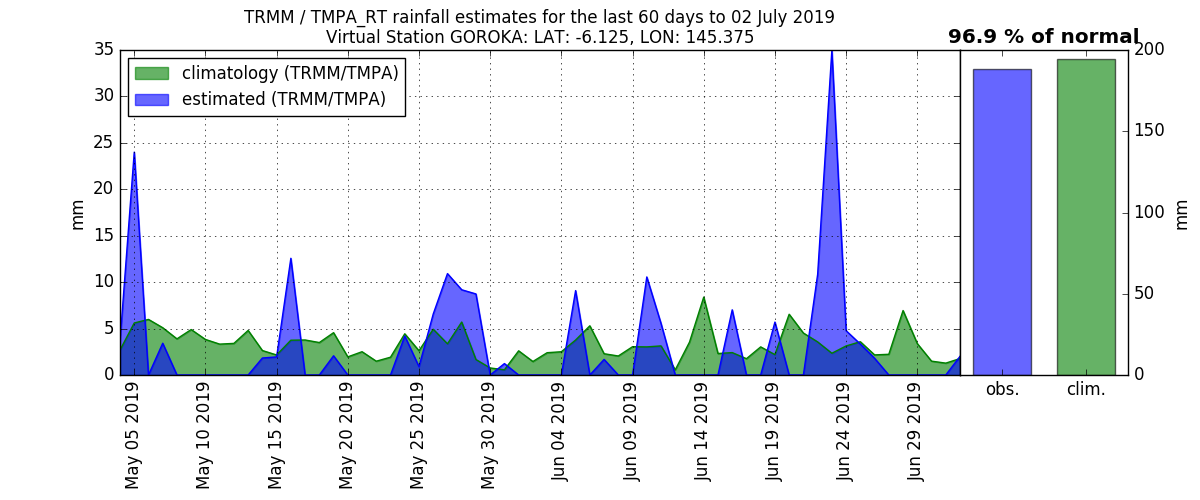 TRMM / TMPA_RT rainfall estimates for the last 60 days to 02 July 2019
Virtual Station GOROKA: LAT: -6.125, LON: 145.375
96.9 % of normal
climatology (TRMM/TMPA)
estimated (TRMM/TMPA)
35
30
25
20
15
10
5
0
mm
May 05 2019
May 10 2019
May 15 2019
May 20 2019
May 25 2019
May 30 2019
Jun 04 2019
Jun 09 2019
Jun 14 2019
Jun 19 2019
Jun 24 2019
Jun 29 2019
obs.
clim.
200
150
100
50
0
mm